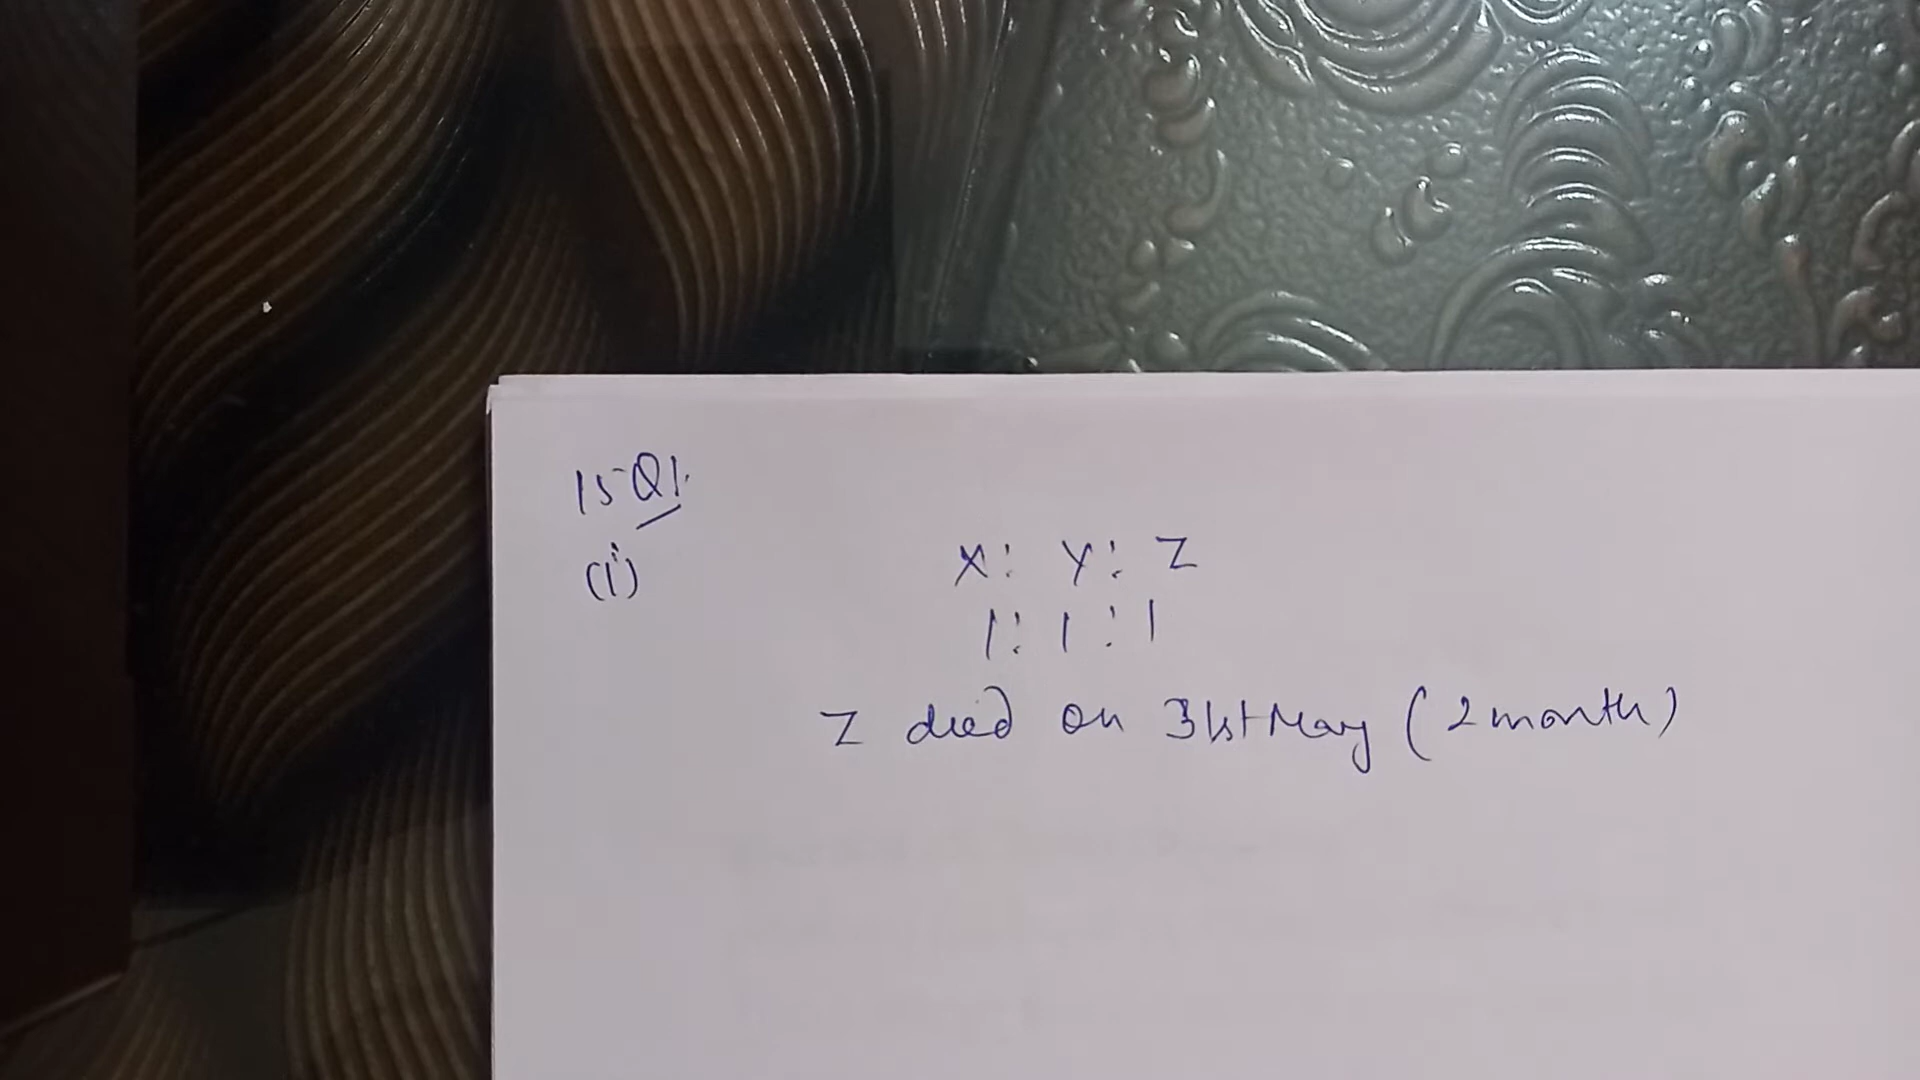 15 Q1.
(i)
X : Y : Z
1 : 1 : 1
Z died on 31st May (2 month)